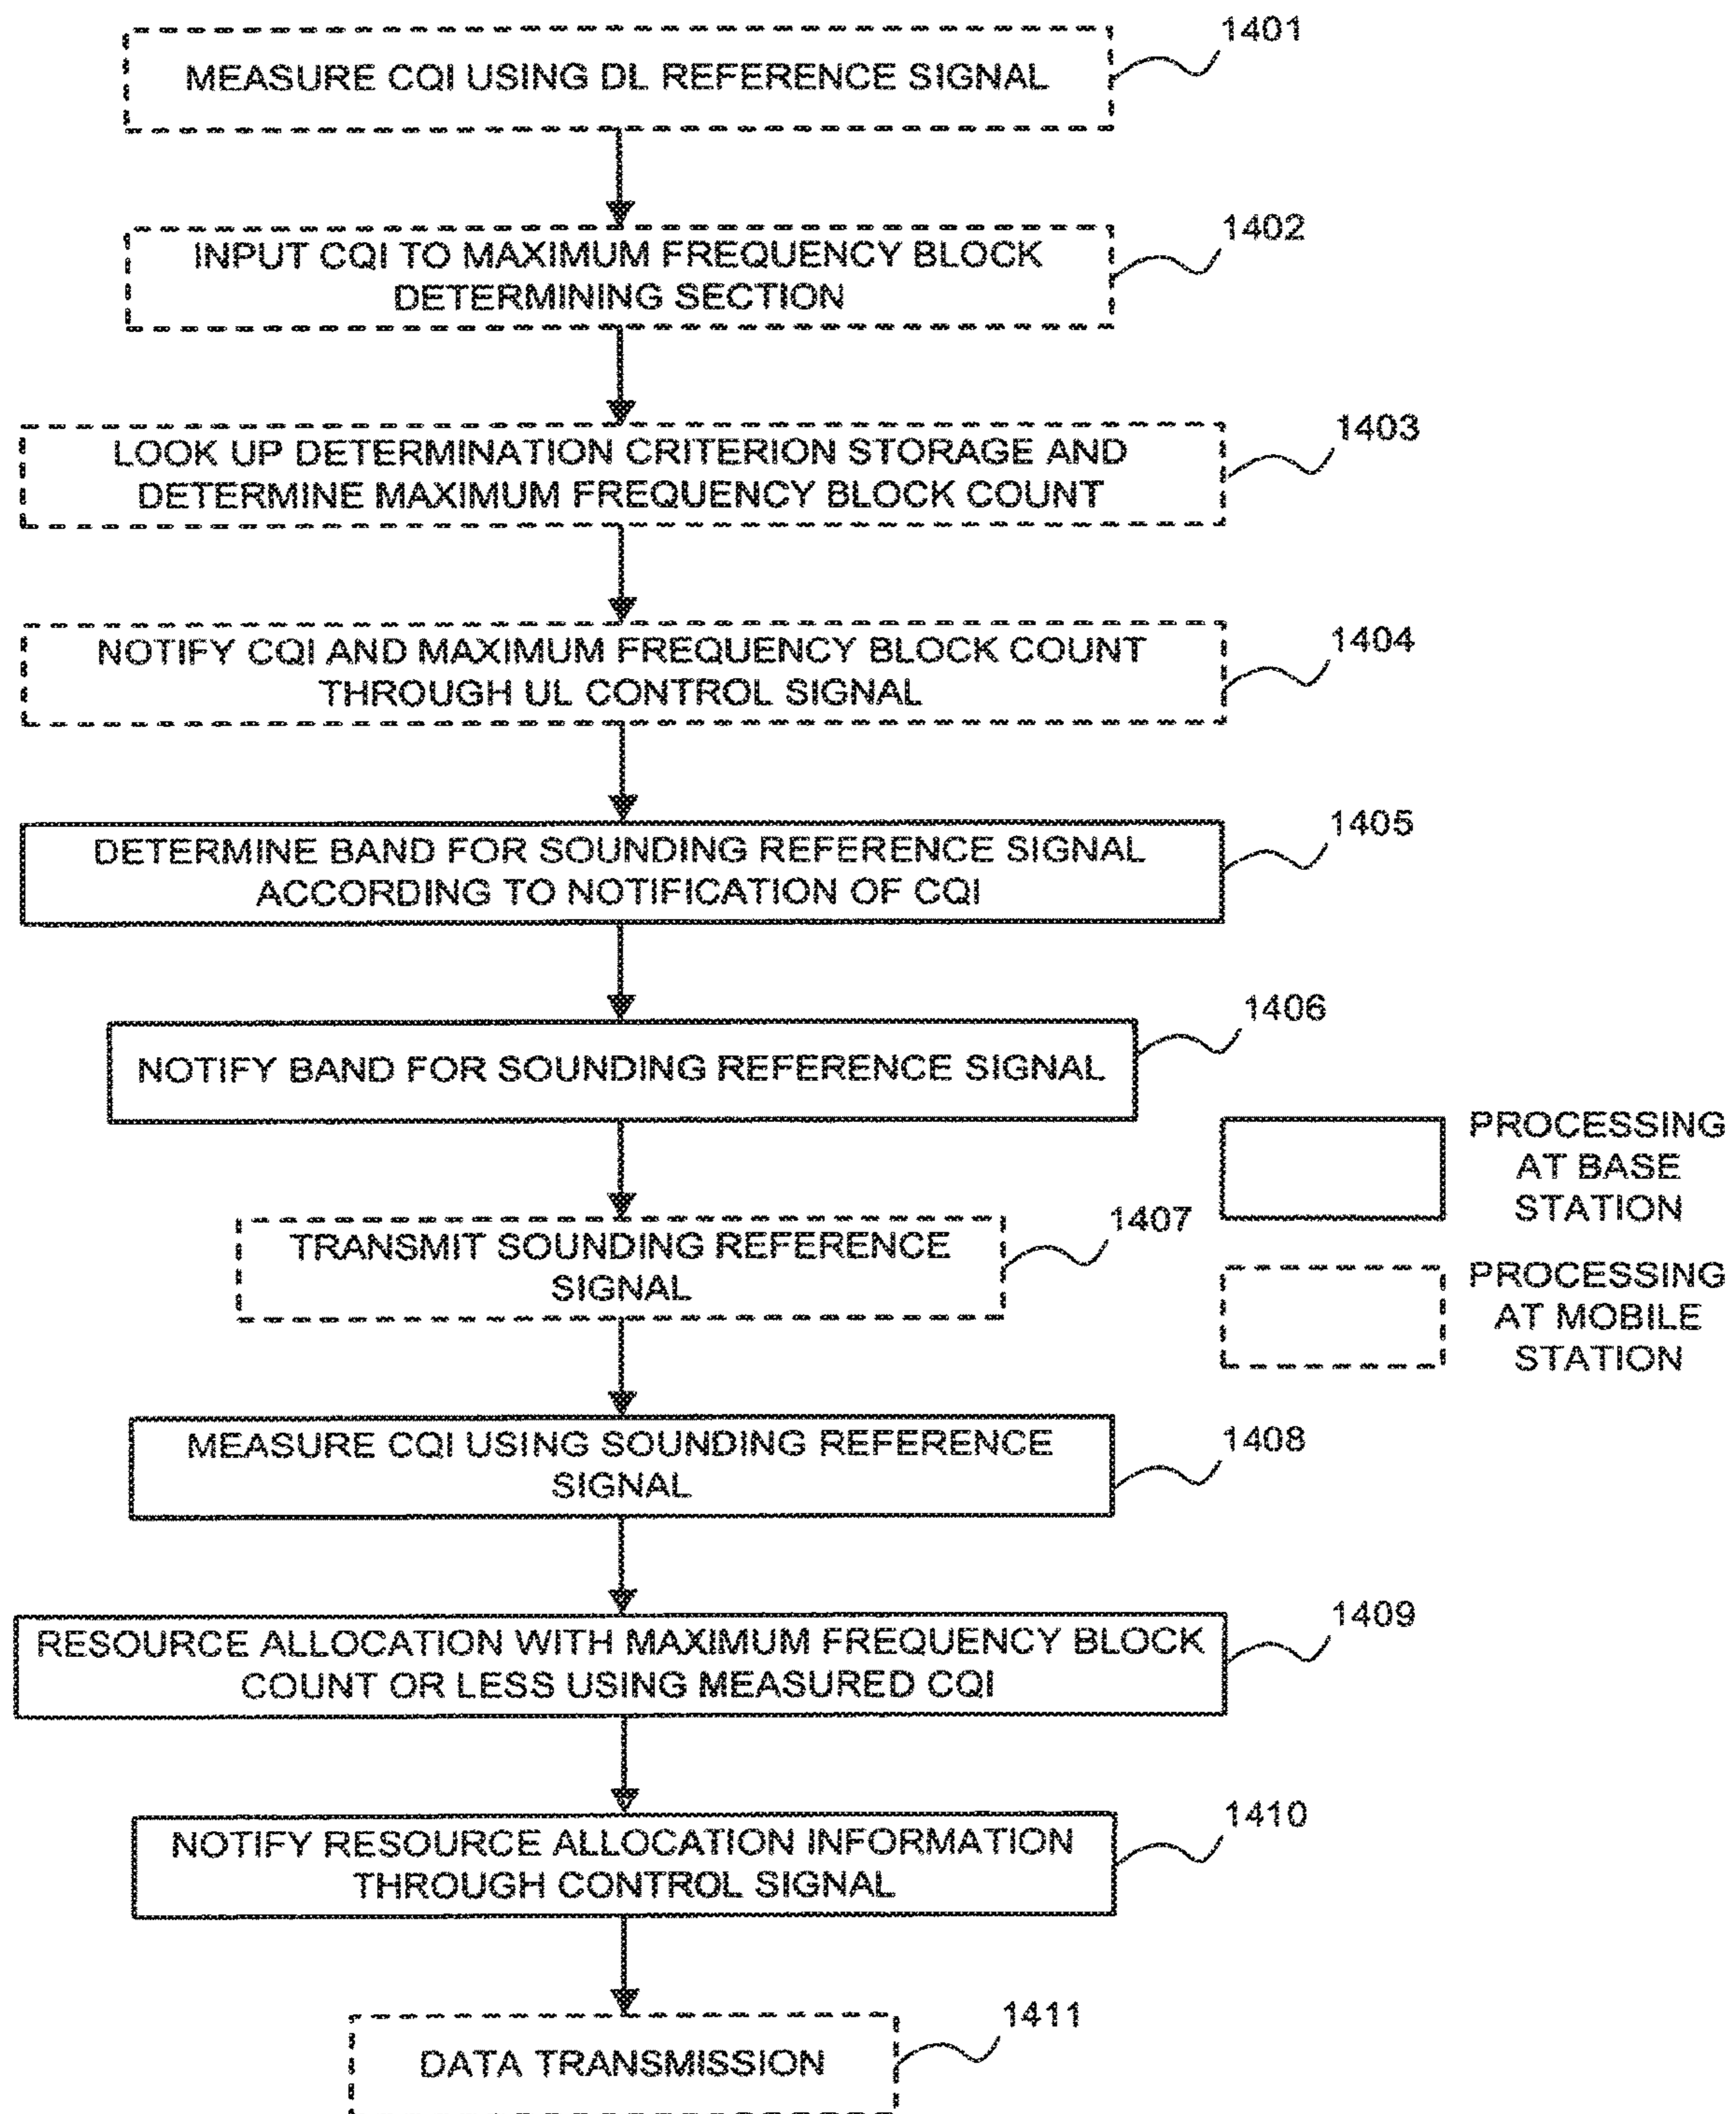 1401
MEASURE CQI USING DL REFERENCE SIGNAL
1402
INPUT CQI TO MAXIMUM FREQUENCY BLOCK
DETERMINING SECTION
1403
LOOK UP DETERMINATION CRITERION STORAGE AND
DETERMINE MAXIMUM FREQUENCY BLOCK COUNT
1404
NOTIFY CQI AND MAXIMUM FREQUENCY BLOCK COUNT
THROUGH UL CONTROL SIGNAL
1405
DETERMINE BAND FOR SOUNDING REFERENCE SIGNAL
ACCORDING TO NOTIFICATION OF CQI
1406
NOTIFY BAND FOR SOUNDING REFERENCE SIGNAL
PROCESSING
AT BASE
STATION
1407
TRANSMIT SOUNDING REFERENCE
SIGNAL
PROCESSING
AT MOBILE
STATION
1408
MEASURE CQI USING SOUNDING REFERENCE
SIGNAL
1409
RESOURCE ALLOCATION WITH MAXIMUM FREQUENCY BLOCK
COUNT OR LESS USING MEASURED CQI
1410
NOTIFY RESOURCE ALLOCATION INFORMATION
THROUGH CONTROL SIGNAL
1411
DATA TRANSMISSION